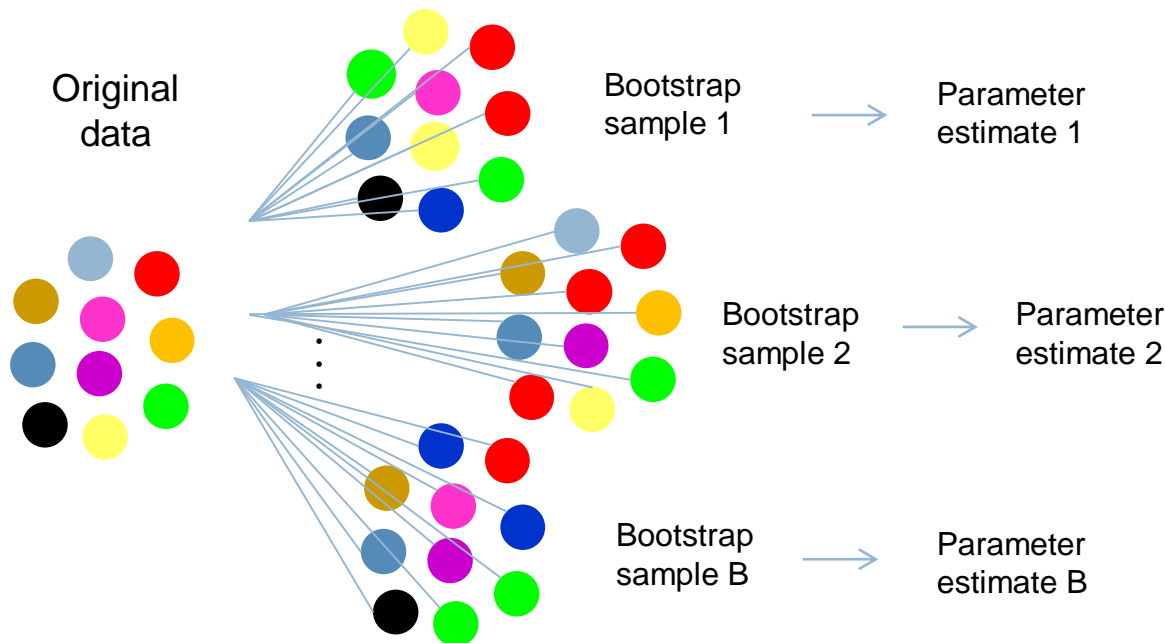 Original
data
Bootstrap
sample 1
Parameter
estimate 1
Bootstrap
sample 2
Parameter
estimate 2
Bootstrap
sample B
Parameter
estimate B